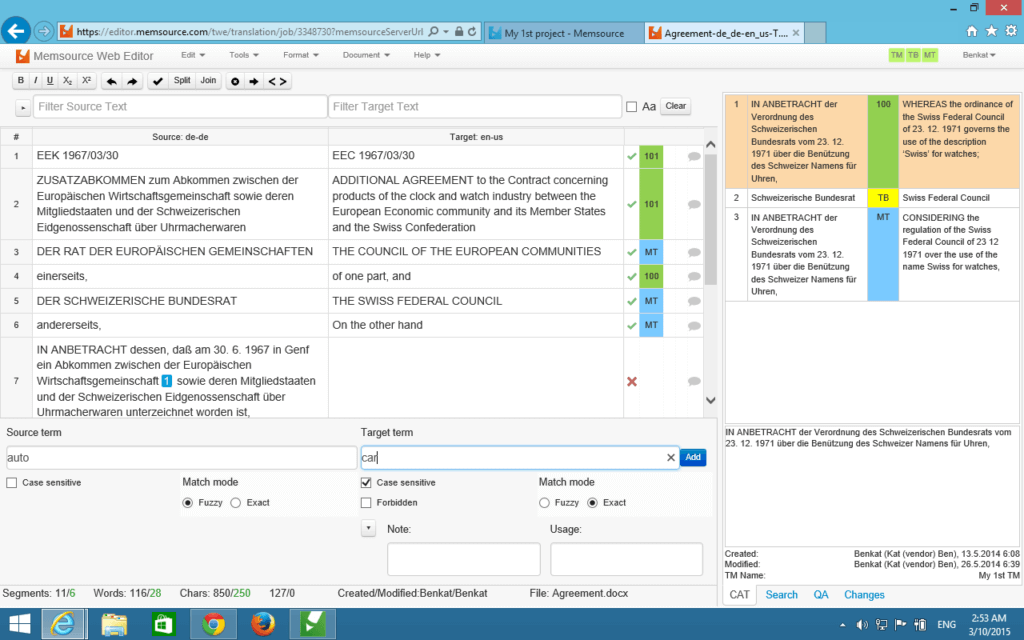 https://editor.memsource.com/twe/translation/job/3348730?memsourceServerUrl
My 1st project - Memsource
Agreement-de_de-en_us-T...
Memsource Web Editor
Edit
Tools
Format
Document
Help
TM TB MT
Benkat
B I U X₂ X²
Split
Join
Filter Source Text
Filter Target Text
Aa
Clear
# Source: de-de Target: en-us
1 EEK 1967/03/30 EEC 1967/03/30 101
2 ZUSATZABKOMMEN zum Abkommen zwischen der
Europäischen Wirtschaftsgemeinschaft sowie deren
Mitgliedstaaten und der Schweizerischen
Eidgenossenschaft über Uhrmacherwaren
ADDITIONAL AGREEMENT to the Contract concerning
products of the clock and watch industry between the
European Economic community and its Member States
and the Swiss Confederation
101
3 DER RAT DER EUROPÄISCHEN GEMEINSCHAFTEN THE COUNCIL OF THE EUROPEAN COMMUNITIES MT
4 einerseits, of one part, and 100
5 DER SCHWEIZERISCHE BUNDESRAT THE SWISS FEDERAL COUNCIL MT
6 andererseits, On the other hand MT
7 IN ANBETRACHT dessen, daß am 30. 6. 1967 in Genf
ein Abkommen zwischen der Europäischen
Wirtschaftsgemeinschaft 1 sowie deren Mitgliedstaaten
und der Schweizerischen Eidgenossenschaft über
Uhrmacherwaren unterzeichnet worden ist,
Source term
Target term
auto
car
Add
Case sensitive
Match mode
Fuzzy
Exact
Case sensitive
Forbidden
Match mode
Fuzzy
Exact
Note:
Usage:
Segments: 11/6 Words: 116/28 Chars: 850/250 127/0 Created/Modified:Benkat/Benkat File: Agreement.docx
1 IN ANBETRACHT der
Verordnung des
Schweizerischen
Bundesrats vom 23. 12.
1971 über die Benützung
des Schweizer Namens für
Uhren,
100
WHEREAS the ordinance of
the Swiss Federal Council
of 23. 12. 1971 governs the
use of the description
'Swiss' for watches;
2 Schweizerische Bundesrat TB Swiss Federal Council
3 IN ANBETRACHT der
Verordnung des
Schweizerischen
Bundesrats vom 23. 12.
1971 über die Benützung
des Schweizer Namens für
Uhren,
MT
CONSIDERING the
regulation of the Swiss
Federal Council of 23 12
1971 over the use of the
name Swiss for watches,
IN ANBETRACHT der Verordnung des Schweizerischen Bundesrats vom
23. 12. 1971 über die Benützung des Schweizer Namens für Uhren,
Created: Benkat (Kat (vendor) Ben), 13.5.2014 6:08
Modified: Benkat (Kat (vendor) Ben), 26.5.2014 6:39
TM Name: My 1st TM
CAT
Search
QA
Changes
ENG
2:53 AM
3/10/2015